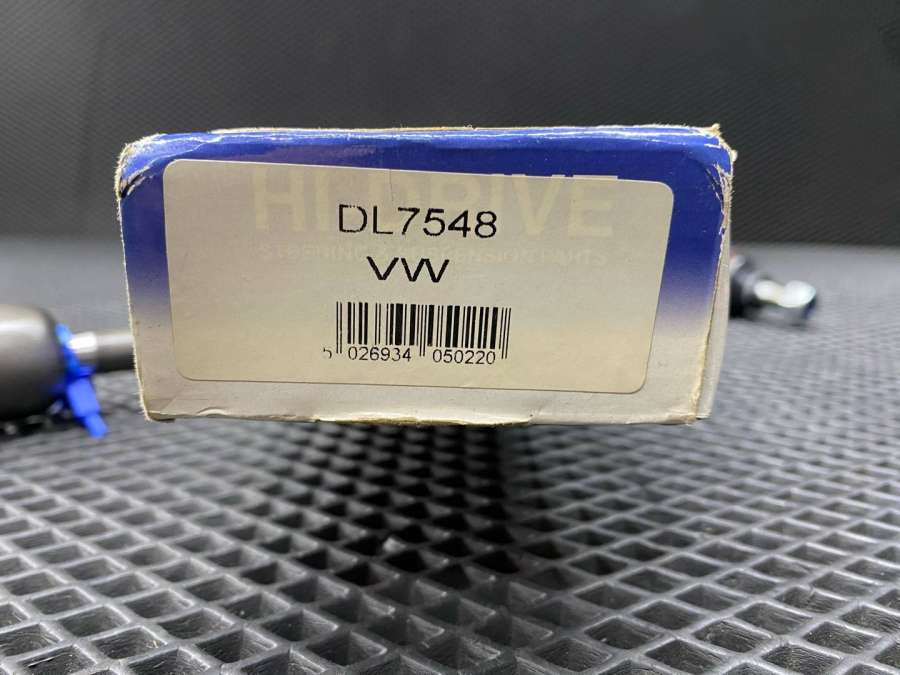 HI DRIVE
DL7548
STEERING & SUSPENSION PARTS
VW
5 026934 050220